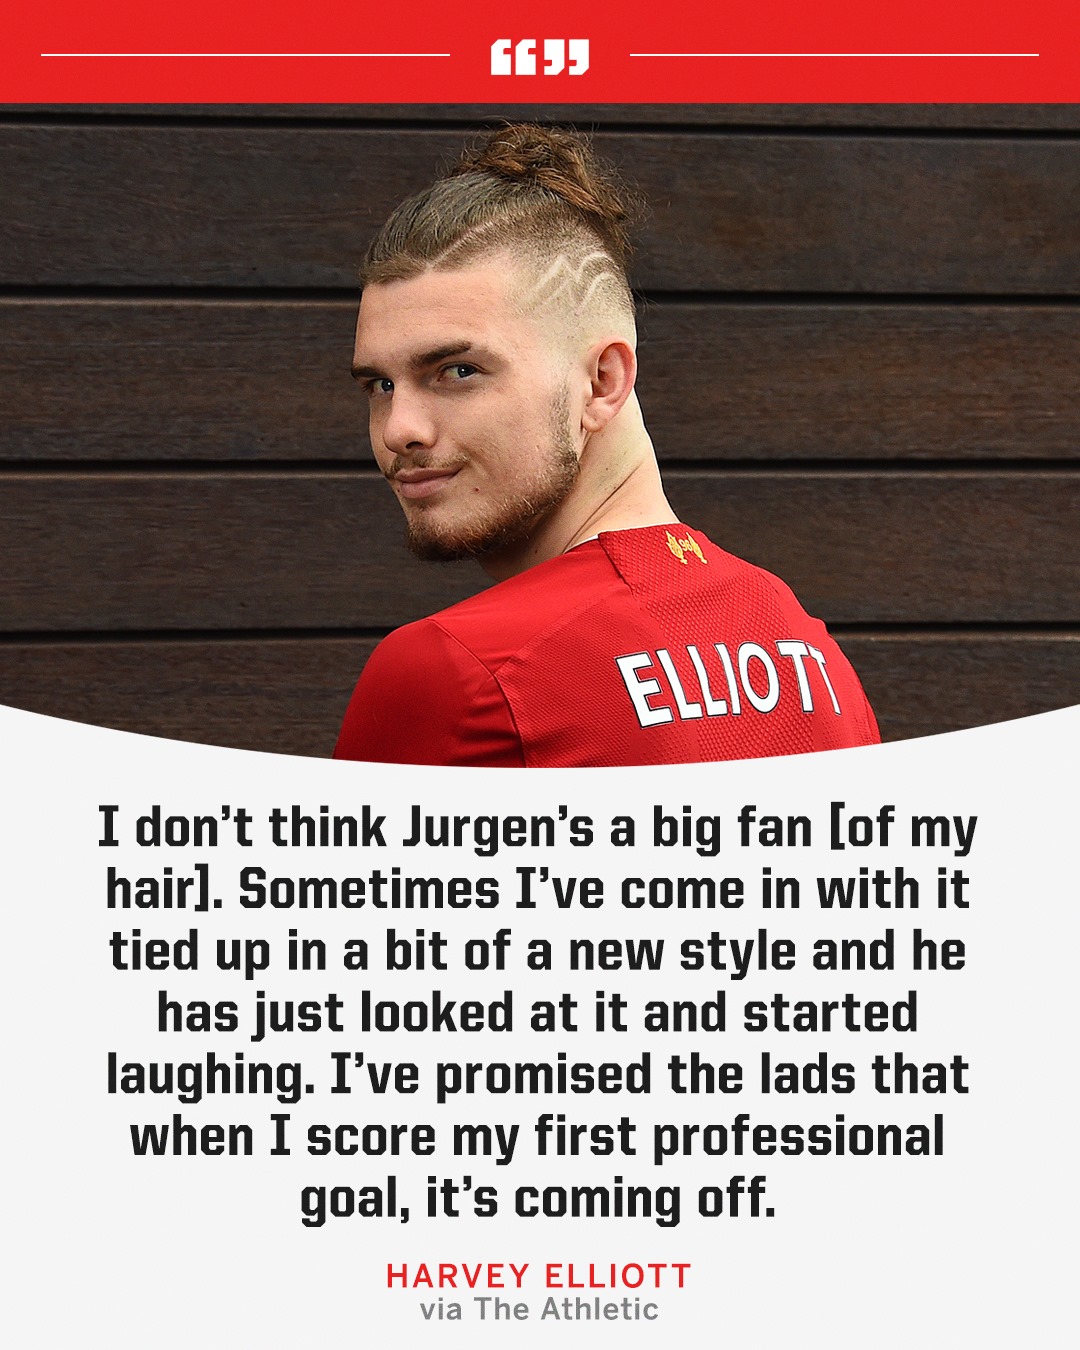 “”
ELLIOTT
I don’t think Jurgen’s a big fan [of my
hair]. Sometimes I’ve come in with it
tied up in a bit of a new style and he
has just looked at it and started
laughing. I’ve promised the lads that
when I score my first professional
goal, it’s coming off.
HARVEY ELLIOTT
via The Athletic